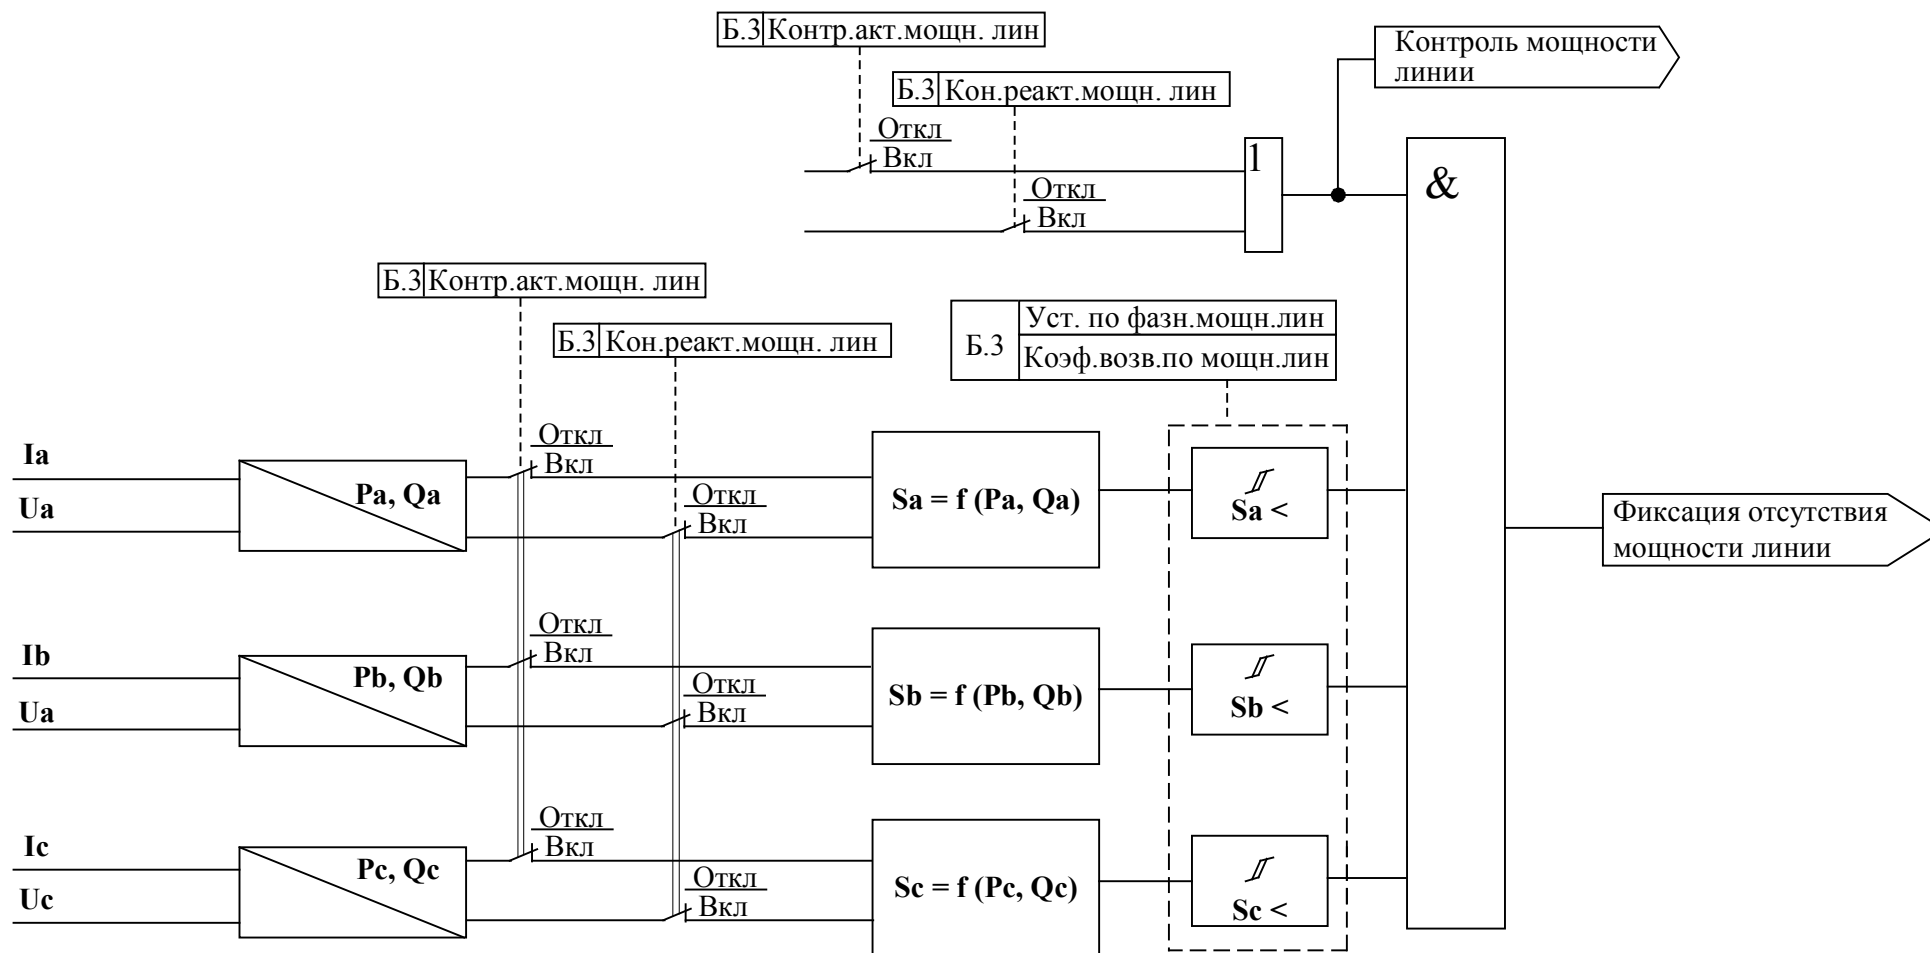 Б.3 Контр.акт.мощн. лин
Контроль мощности
линии
Б.3 Кон.реакт.мощн. лин
Откл
Вкл
1
&
Откл
Вкл
Б.3 Контр.акт.мощн. лин
Б.3 Кон.реакт.мощн. лин
Б.3
Уст. по фазн.мощн.лин
Коэф.возв.по мощн.лин
Ia
Ua
Pa, Qa
Откл
Вкл
Откл
Вкл
Sa = f (Pa, Qa)
Sa <
Фиксация отсутствия
мощности линии
Ib
Ua
Pb, Qb
Откл
Вкл
Откл
Вкл
Sb = f (Pb, Qb)
Sb <
Ic
Uc
Pc, Qc
Откл
Вкл
Откл
Вкл
Sc = f (Pc, Qc)
Sc <